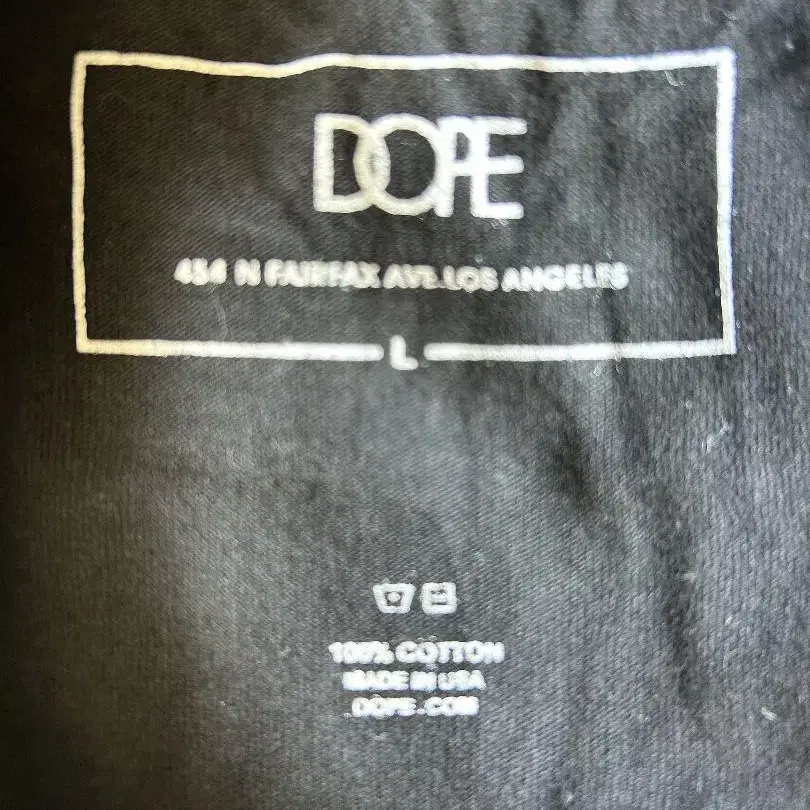 DOPE
454 N FAIRFAX AVE. LOS ANGELES
L
100% COTTON
MADE IN USA
DOPE.COM